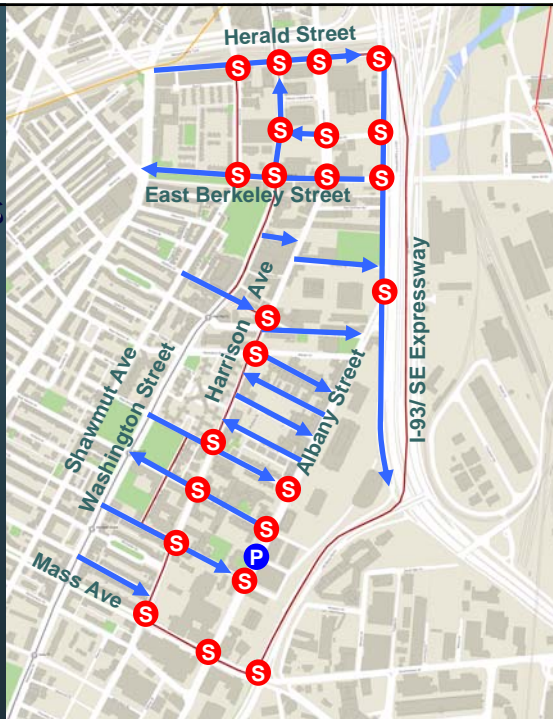 Herald Street
S S S S
S S S
S S S S
East Berkeley Street
I-93/ SE Expressway
S
S
Harrison Ave
S
Albany Street
Shawmut Ave
Washington Street
S
S
S
S
S
P
S
Mass Ave
S
S
S